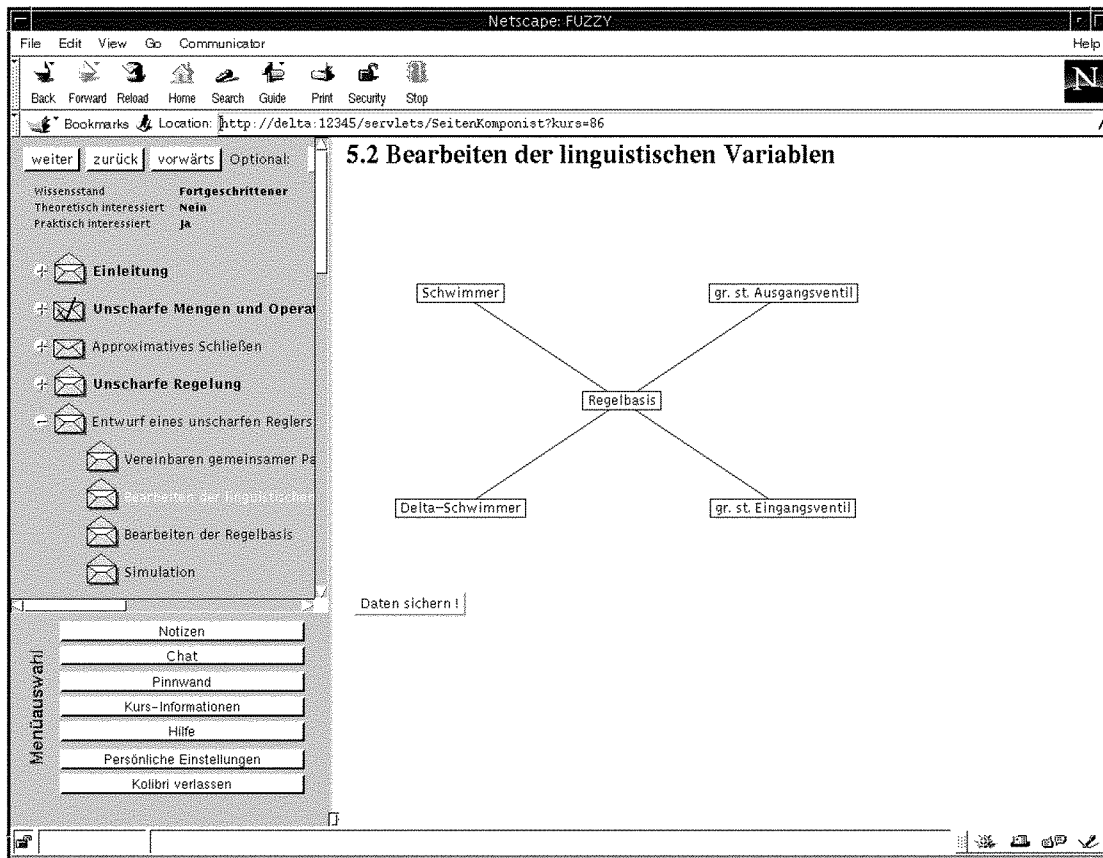 Netscape: FUZZY
File Edit View Go Communicator Help
Back Forward Reload Home Search Guide Print Security Stop
N
Bookmarks Location: http://delta:12345/servlets/SeitenKomponist?kurs=86
weiter zurück vorwärts Optional:
Wissensstand Fortgeschrittener
Theoretisch interessiert Nein
Praktisch interessiert Ja
Einleitung
Unscharfe Mengen und Opera
Approximatives Schließen
Unscharfe Regelung
Entwurf eines unscharfen Reglers
Vereinbaren gemeinsamer Pa
Bearbeiten der linguistischen
Bearbeiten der Regelbasis
Simulation
Menüauswahl
Notizen
Chat
Pinnwand
Kurs-Informationen
Hilfe
Persönliche Einstellungen
Kolibri verlassen
5.2 Bearbeiten der linguistischen Variablen
Schwimmer gr. st. Ausgangsventil
Regelbasis
Delta-Schwimmer gr. st. Eingangsventil
Daten sichern !